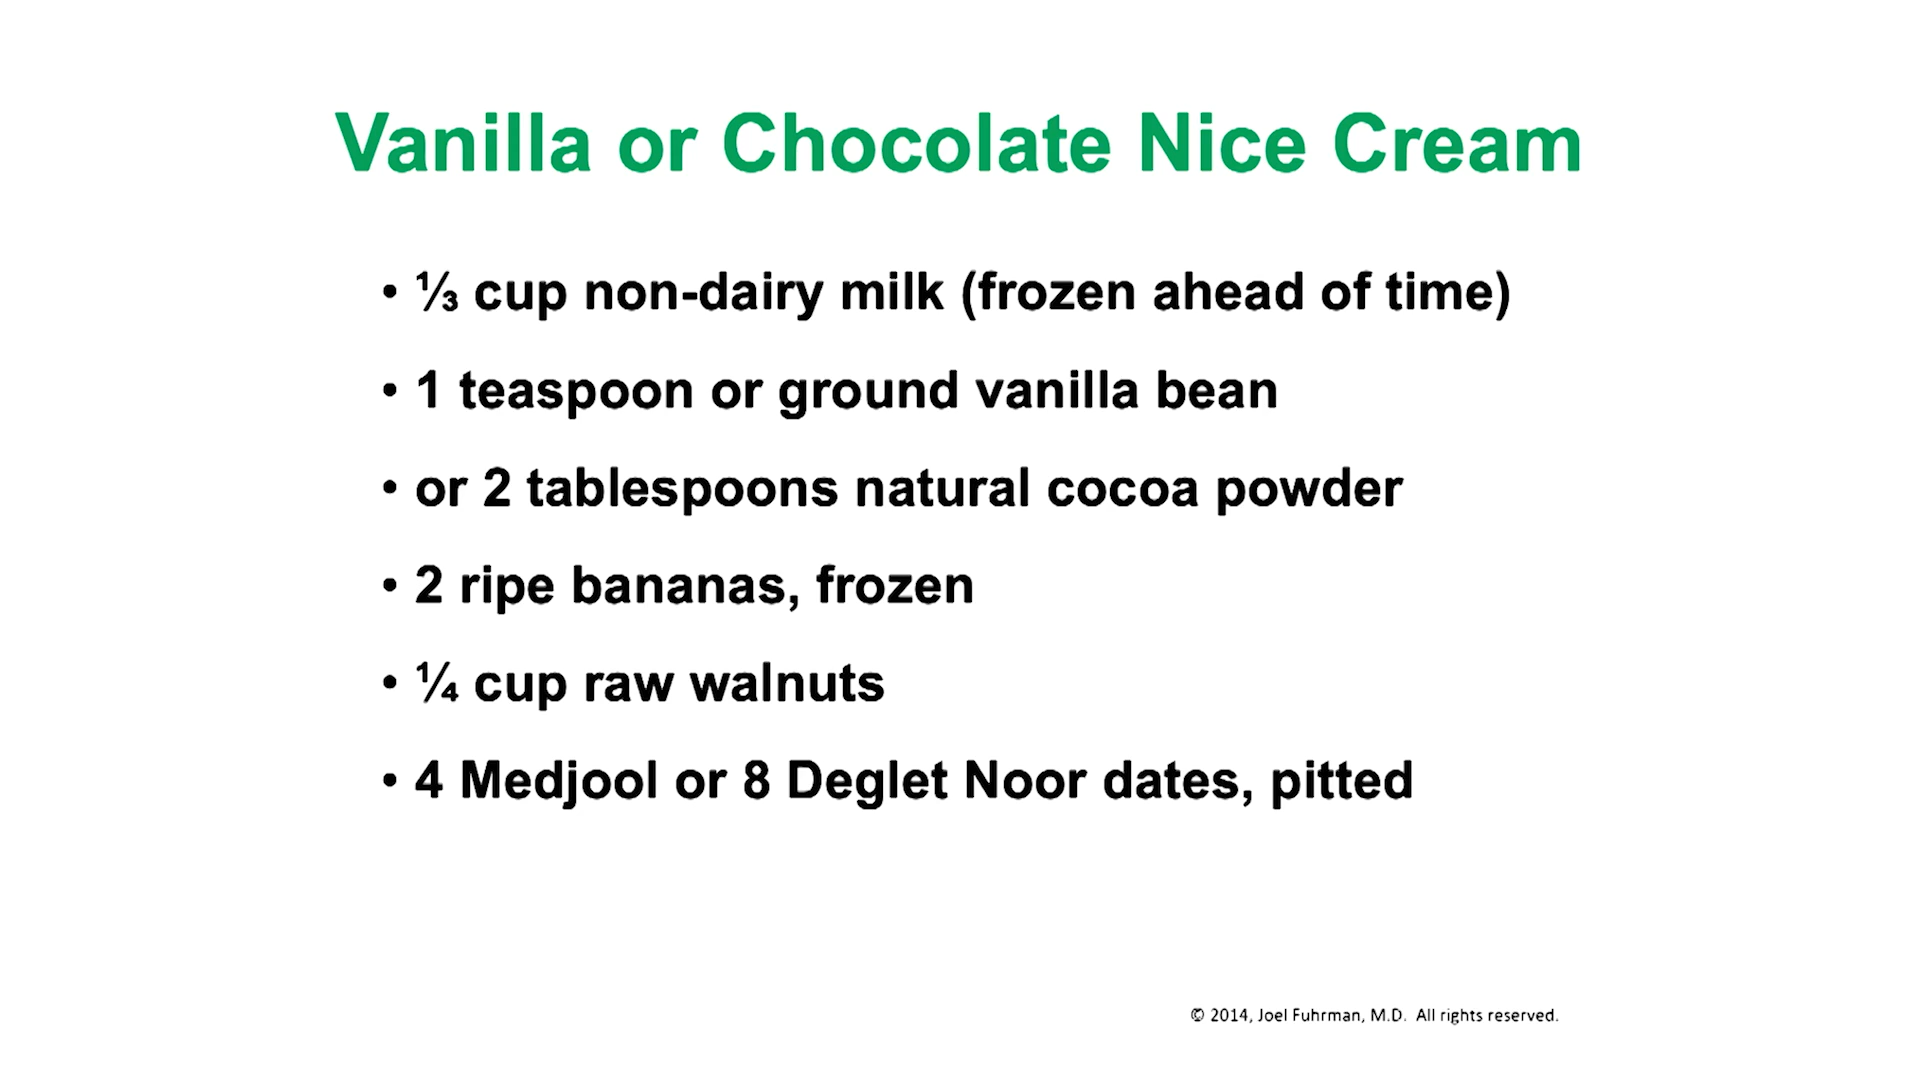 Vanilla or Chocolate Nice Cream
• ⅓ cup non-dairy milk (frozen ahead of time)
• 1 teaspoon or ground vanilla bean
• or 2 tablespoons natural cocoa powder
• 2 ripe bananas, frozen
• ¼ cup raw walnuts
• 4 Medjool or 8 Deglet Noor dates, pitted
© 2014, Joel Fuhrman, M.D. All rights reserved.